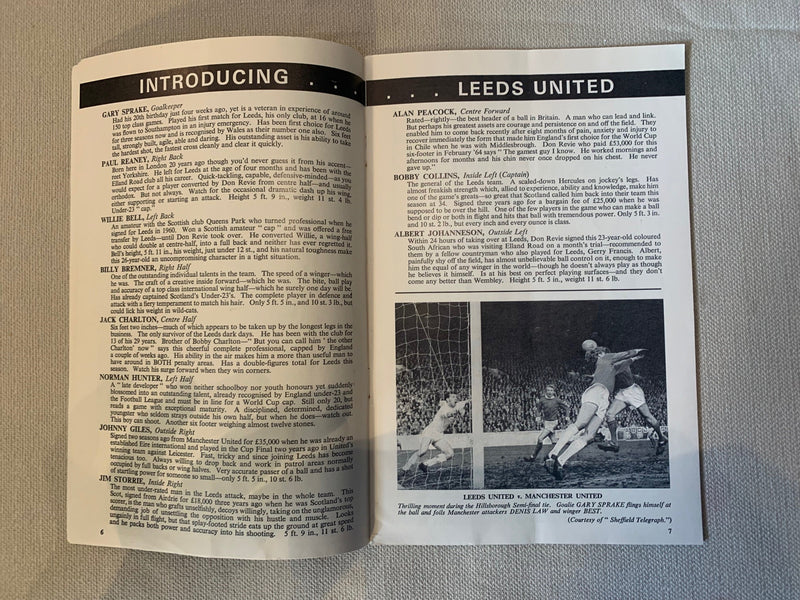 INTRODUCING . . .
GARY SPRAKE, Goalkeeper
Had his 20th birthday just four weeks ago, yet is a veteran in experience of around
150 top class games. Played his first match for Leeds, his only club, at 16 when he
was flown to Southampton in an injury emergency. Has been first choice for Leeds
for three seasons now and is recognised by Wales as their number one also. Six feet
tall, strongly built, agile, able and daring. His outstanding asset is his ability to take
the hardest shot, the fastest cross cleanly and clear it quickly.
PAUL REANEY, Right Back
Born here in London 20 years ago though you'd never guess it from his accent—
pert Yorkshire. He left for Leeds at the age of four months and has been with the
Elland Road club all his career. Quick-tackling, capable, defensive-minded—as you
would expect for a player converted by Don Revie from centre half—and usually
orthodox. But not always. Watch for the occasional dramatic dash up his wing,
either supporting or starting an attack. Height 5 ft. 9 in., weight 11 st. 4 lb.
Under-23 " cap."
WILLIE BELL, Left Back
An amateur with the Scottish club Queens Park who turned professional when he
signed for Leeds in 1960. Won a Scottish amateur " cap " and was offered a free
transfer by Leeds—until Don Revie took over. He converted Willie, a wing-half
who could double at centre-half, into a full back and neither has ever regretted it.
Bell's height, 5 ft. 11 in., his weight, just under 12 st., and his natural toughness make
this 26-year-old an uncompromising character in a tight situation.
BILLY BREMNER, Right Half
One of the outstanding individual talents in the team. The speed of a winger—which
he was. The craft of a creative inside forward—which he was. The bite, ball play
and accuracy of a top class international wing half—which he surely one day will be.
Has already captained Scotland's Under-23's. The complete player in defence and
attack with a fiery temperament to match his hair. Only 5 ft. 5 in., and 10 st. 3 lb., but
could lick his weight in wild-cats.
JACK CHARLTON, Centre Half
Six feet two inches—much of which appears to be taken up by the longest legs in the
business. The only survivor of the Leeds dark days. He has been with the club for
13 of his 29 years. Brother of Bobby Charlton—" But you can call him ' the other
Charlton' now " says this cheerful complete professional, capped by England
a couple of weeks ago. His ability in the air makes him a more than useful man to
have around in BOTH penalty areas. Has a double-figures total for Leeds this
season. Watch his surge forward when they win corners.
NORMAN HUNTER, Left Half
A " late developer " who won neither schoolboy nor youth honours yet suddenly
blossomed into an outstanding talent, already recognised by England under-23 and
the Football League and must be in line for a World Cup cap. Still only 20, but
reads a game with exceptional maturity. A disciplined, determined, dedicated
youngster who seldom strays outside his own half, but when he does—watch out.
This boy can shoot. Another six footer weighing almost twelve stones.
JOHNNY GILES, Outside Right
Signed two seasons ago from Manchester United for £35,000 when he was already an
established Eire international and played in the Cup Final two years ago in United's
winning team against Leicester. Fast, tricky and since joining Leeds has become
tenacious too. Always willing to drop back and work in patrol areas normally
occupied by full backs or wing halves. Very accurate passer of a ball and has a shot
of startling power for someone so small—only 5 ft. 5 in., 10 st. 6 lb.
JIM STORRIE, Inside Right
The most under-rated man in the Leeds attack, maybe in the whole team. This
Scot, signed from Airdrie for £18,000 three years ago when he was Scotland's top
scorer, is the man who grafts unselfishly, decoys willingly, taking on the unglamorous,
demanding job of unsettling the opposition with his hustle and muscle. Looks
ungainly in full flight, but that splay-footed stride eats up the ground at great speed
and he packs both power and accuracy into his shooting. 5 ft. 9 in., 11 st. 6 lb.
6
. . . LEEDS UNITED
ALAN PEACOCK, Centre Forward
Rated—rightly—the best header of a ball in Britain. A man who can lead and link.
But perhaps his greatest assets are courage and persistence on and off the field. They
enabled him to come back recently after eight months of pain, anxiety and injury to
recover immediately the form that made him England's first choice for the World Cup
in Chile when he was with Middlesbrough. Don Revie who paid £53,000 for this
six-footer in February '64 says " The gamest guy I know. He worked mornings and
afternoons for months and his chin never once dropped on his chest. He never
gave up."
BOBBY COLLINS, Inside Left (Captain)
The general of the Leeds team. A scaled-down Hercules on jockey's legs. Has
almost freakish strength which, allied to experience, ability and knowledge, make him
one of the game's greats—so great that Scotland called him back into their team this
season at 34. Signed three years ago for a bargain fee of £25,000 when he was
supposed to be over the hill. One of the few players in the game who can make a ball
bend or dip or both in flight and hits that ball with tremendous power. Only 5 ft. 3 in.
and 10 st. 2 lb., but every inch and every ounce is class.
ALBERT JOHANNESON, Outside Left
Within 24 hours of taking over at Leeds, Don Revie signed this 23-year-old coloured
South African who was visiting Elland Road on a month's trial—recommended to
them by a fellow countryman who also played for Leeds, Gerry Francis. Albert,
painfully shy off the field, has almost unbelievable ball control on it, enough to make
him the equal of any winger in the world—though he doesn't always play as though
he believes it himself. Is at his best on perfect playing surfaces—and they don't
come any better than Wembley. Height 5 ft. 5 in., weight 11 st. 6 lb.
LEEDS UNITED v. MANCHESTER UNITED
Thrilling moment during the Hillsborough Semi-final tie. Goalie GARY SPRAKE flings himself at
the ball and foils Manchester attackers DENIS LAW and winger BEST.
(Courtesy of " Sheffield Telegraph.")
7